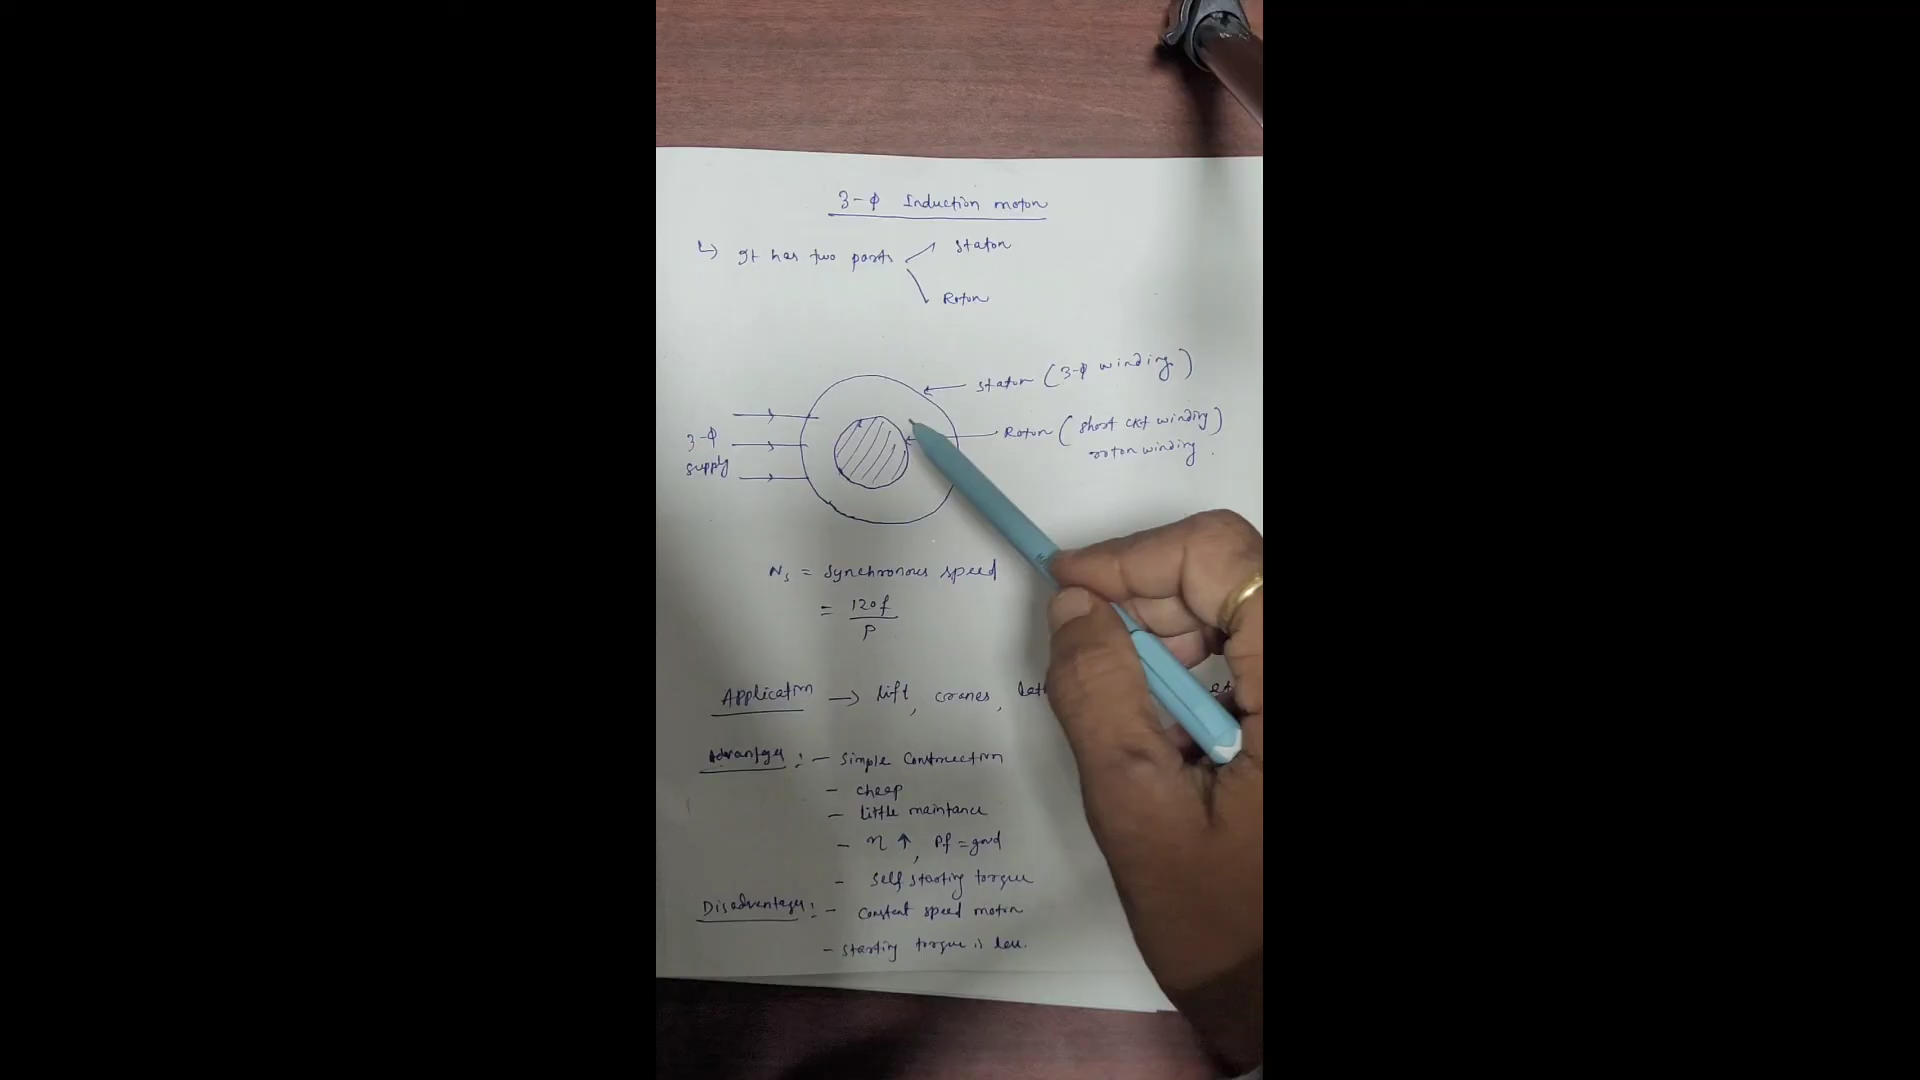 3-φ Induction motor
↳ It has two parts
Stator
Rotor
Stator (3-φ winding)
3-φ
supply
Rotor (short ckt winding)
rotor winding.
Ns = Synchronous speed
= 120f
P
Application → lift, cranes,
Advantages :- simple Construction
- cheap
- little maintance
- η ↑, Pf = good
- self starting torque
Disadvantages :- constant speed motor
- starting torque is less.